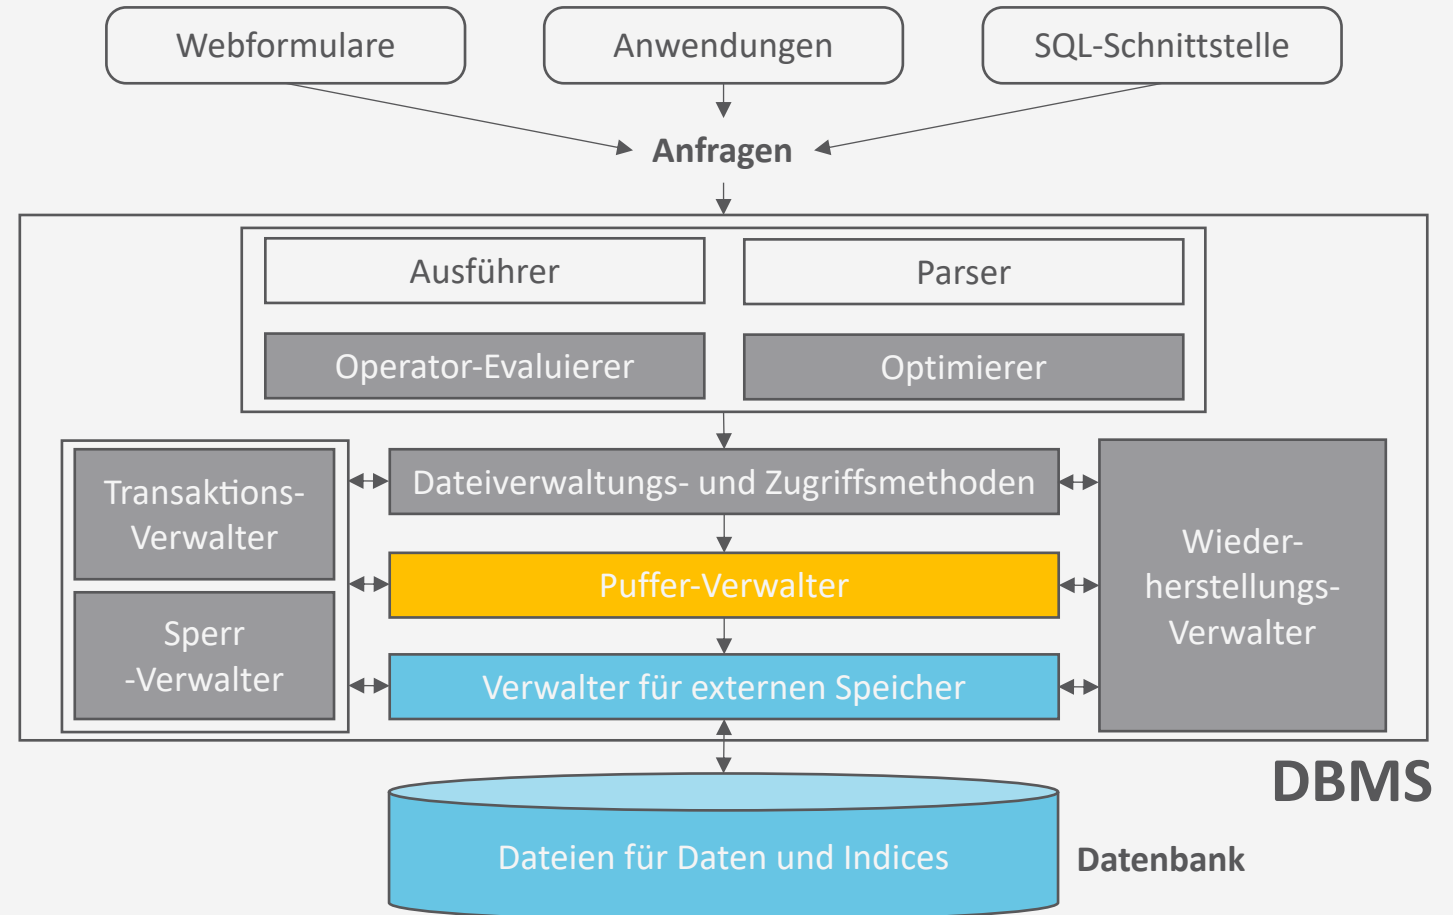 Webformulare
Anwendungen
SQL-Schnittstelle
Anfragen
Ausführer
Parser
Operator-Evaluierer
Optimierer
Transaktions-
Verwalter
Sperr
-Verwalter
Dateiverwaltungs- und Zugriffsmethoden
Puffer-Verwalter
Verwalter für externen Speicher
Wieder-
herstellungs-
Verwalter
DBMS
Dateien für Daten und Indices
Datenbank